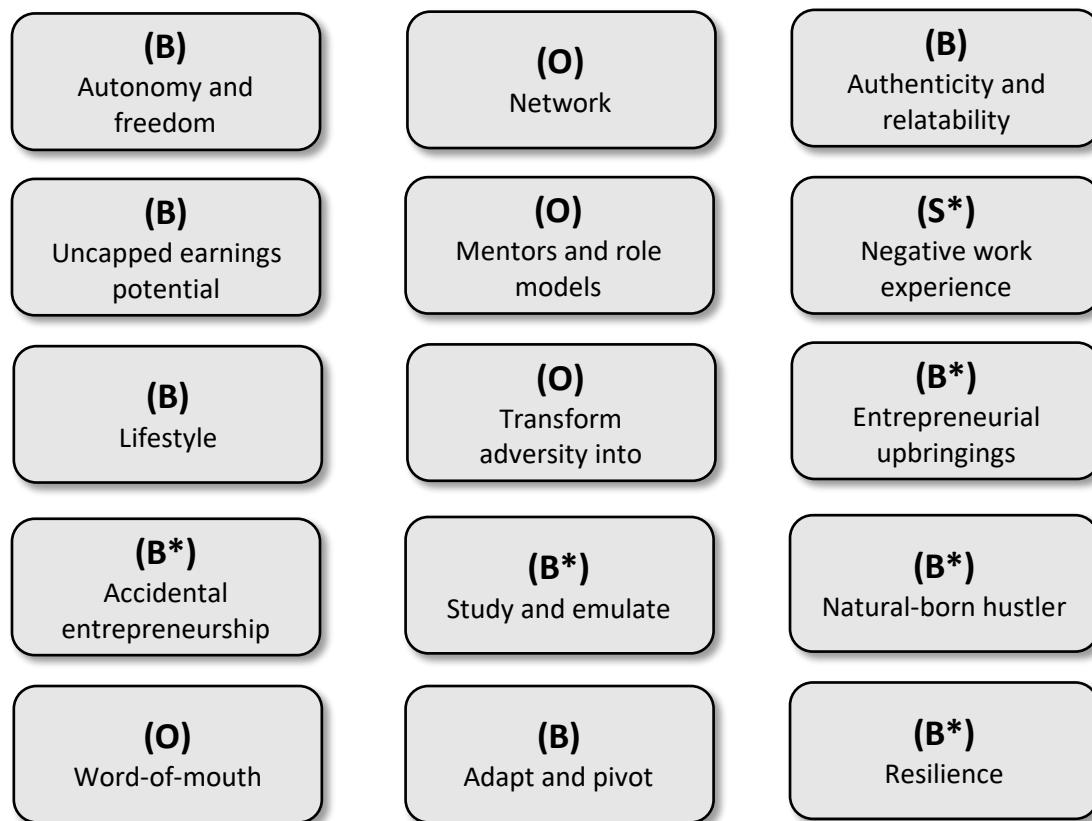 (B)
Autonomy and
freedom
(O)
Network
(B)
Authenticity and
relatability
(B)
Uncapped earnings
potential
(O)
Mentors and role
models
(S*)
Negative work
experience
(B)
Lifestyle
(O)
Transform
adversity into
(B*)
Entrepreneurial
upbringings
(B*)
Accidental
entrepreneurship
(B*)
Study and emulate
(B*)
Natural-born hustler
(O)
Word-of-mouth
(B)
Adapt and pivot
(B*)
Resilience